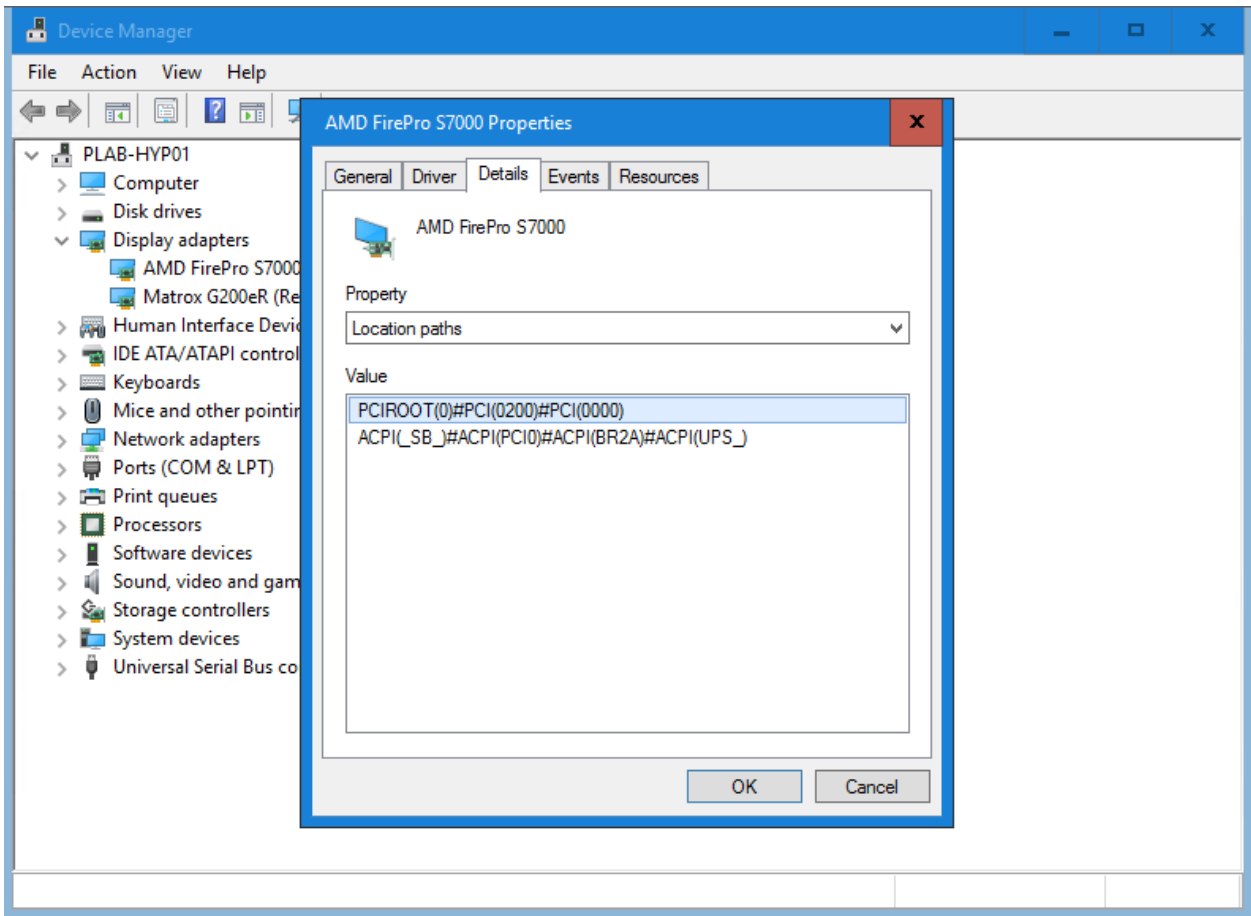 Device Manager
File Action View Help
AMD FirePro S7000 Properties
PLAB-HYP01
Computer
Disk drives
Display adapters
AMD FirePro S7000
Matrox G200eR (Re
Human Interface Devic
IDE ATA/ATAPI control
Keyboards
Mice and other pointin
Network adapters
Ports (COM & LPT)
Print queues
Processors
Software devices
Sound, video and gam
Storage controllers
System devices
Universal Serial Bus co
General Driver Details Events Resources
AMD FirePro S7000
Property
Location paths
Value
PCIROOT(0)#PCI(0200)#PCI(0000)
ACPI(_SB_)#ACPI(PCI0)#ACPI(BR2A)#ACPI(UPS_)
OK Cancel